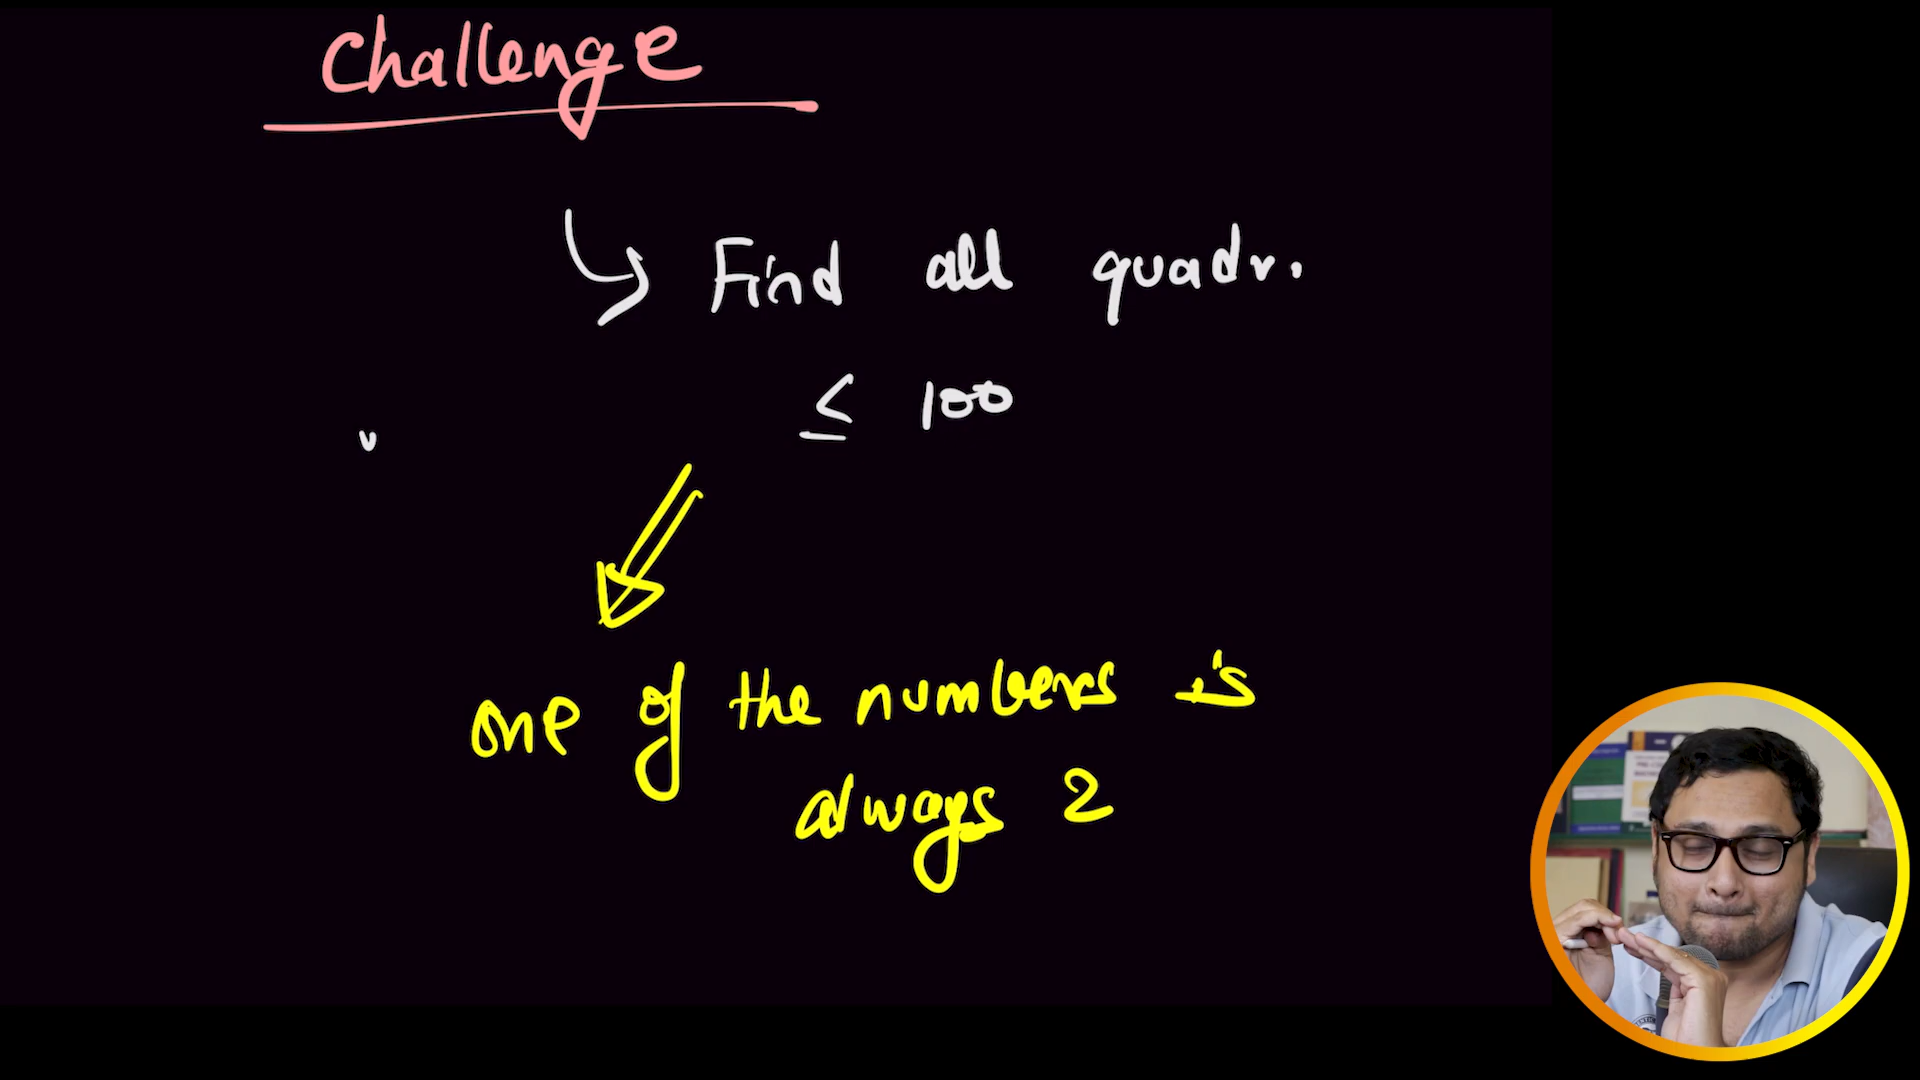 Challenge
↳ Find all quadr.
≤ 100
one of the numbers is
always 2